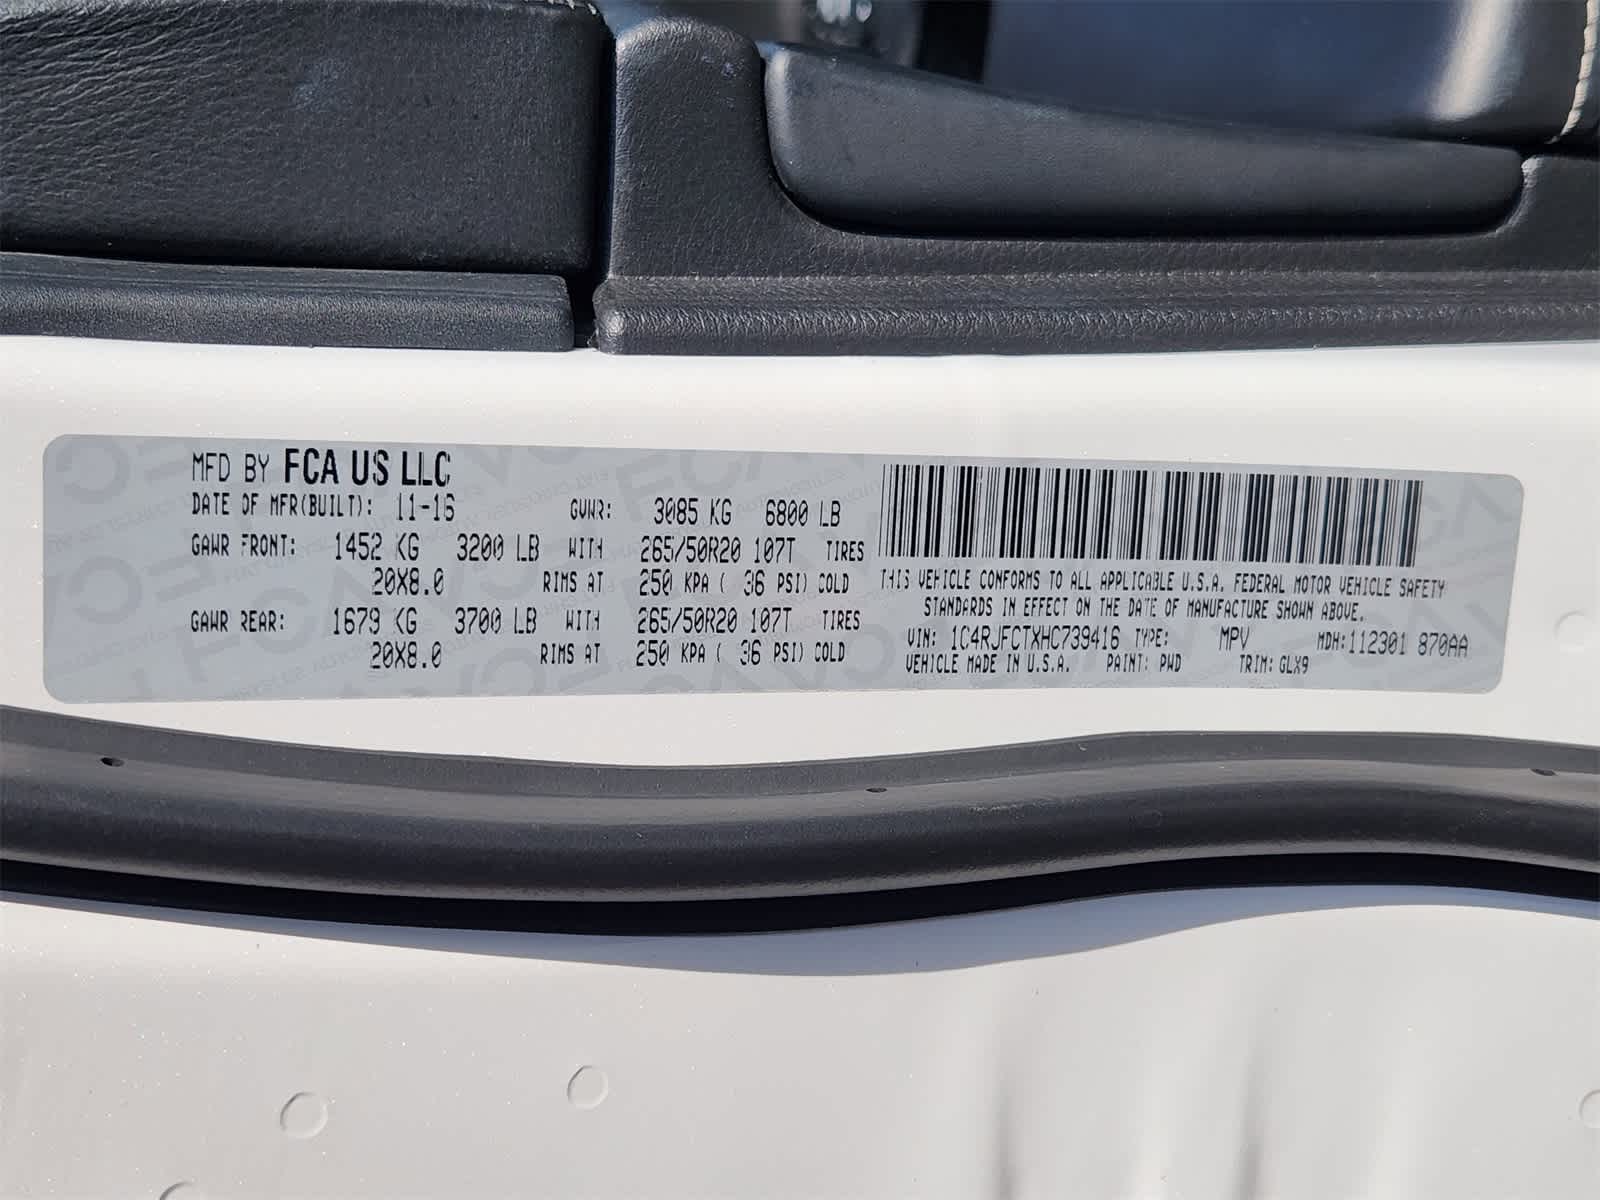 MFD BY FCA US LLC
DATE OF MFR(BUILT): 11-16 GVWR: 3085 KG 6800 LB
GAWR FRONT: 1452 KG 3200 LB WITH 265/50R20 107T TIRES
20X8.0 RIMS AT 250 KPA ( 36 PSI) COLD
GAWR REAR: 1679 KG 3700 LB WITH 265/50R20 107T TIRES
20X8.0 RIMS AT 250 KPA ( 36 PSI) COLD
THIS VEHICLE CONFORMS TO ALL APPLICABLE U.S.A. FEDERAL MOTOR VEHICLE SAFETY
STANDARDS IN EFFECT ON THE DATE OF MANUFACTURE SHOWN ABOVE.
VIN: 1C4RJFCTXHC739416 TYPE: MPV MDH: 112301 870AA
VEHICLE MADE IN U.S.A. PAINT: PWD TRIM: GLX9